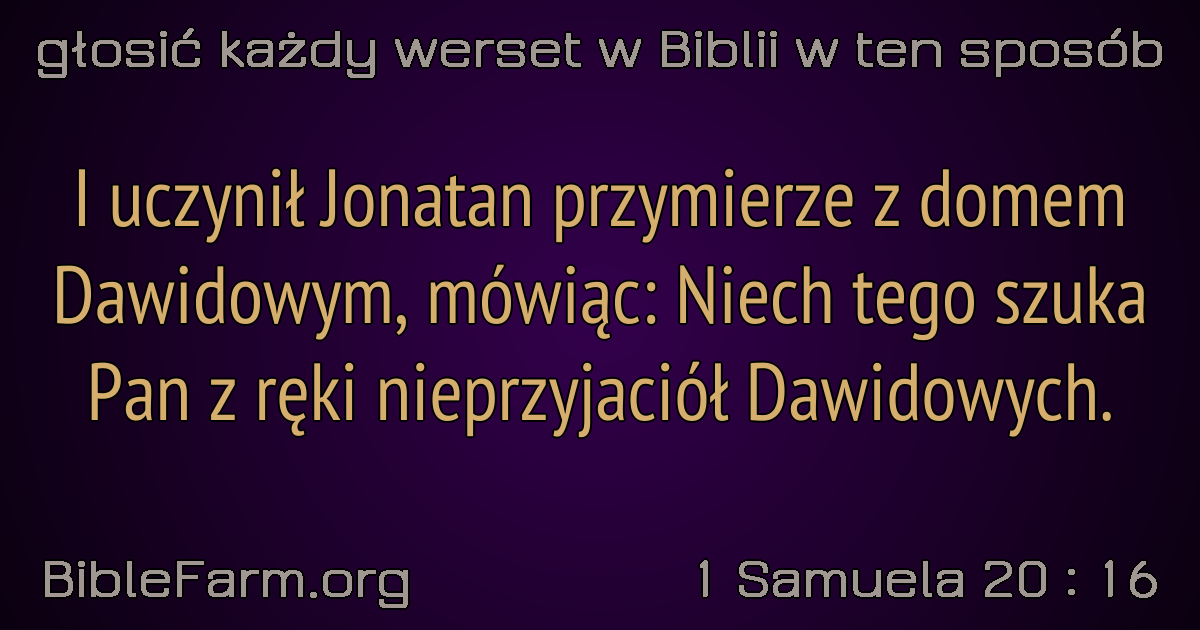 głosić każdy werset w Biblii w ten sposób
I uczynił Jonatan przymierze z domem
Dawidowym, mówiąc: Niech tego szuka
Pan z ręki nieprzyjaciół Dawidowych.
BibleFarm.org
1 Samuela 20 : 16